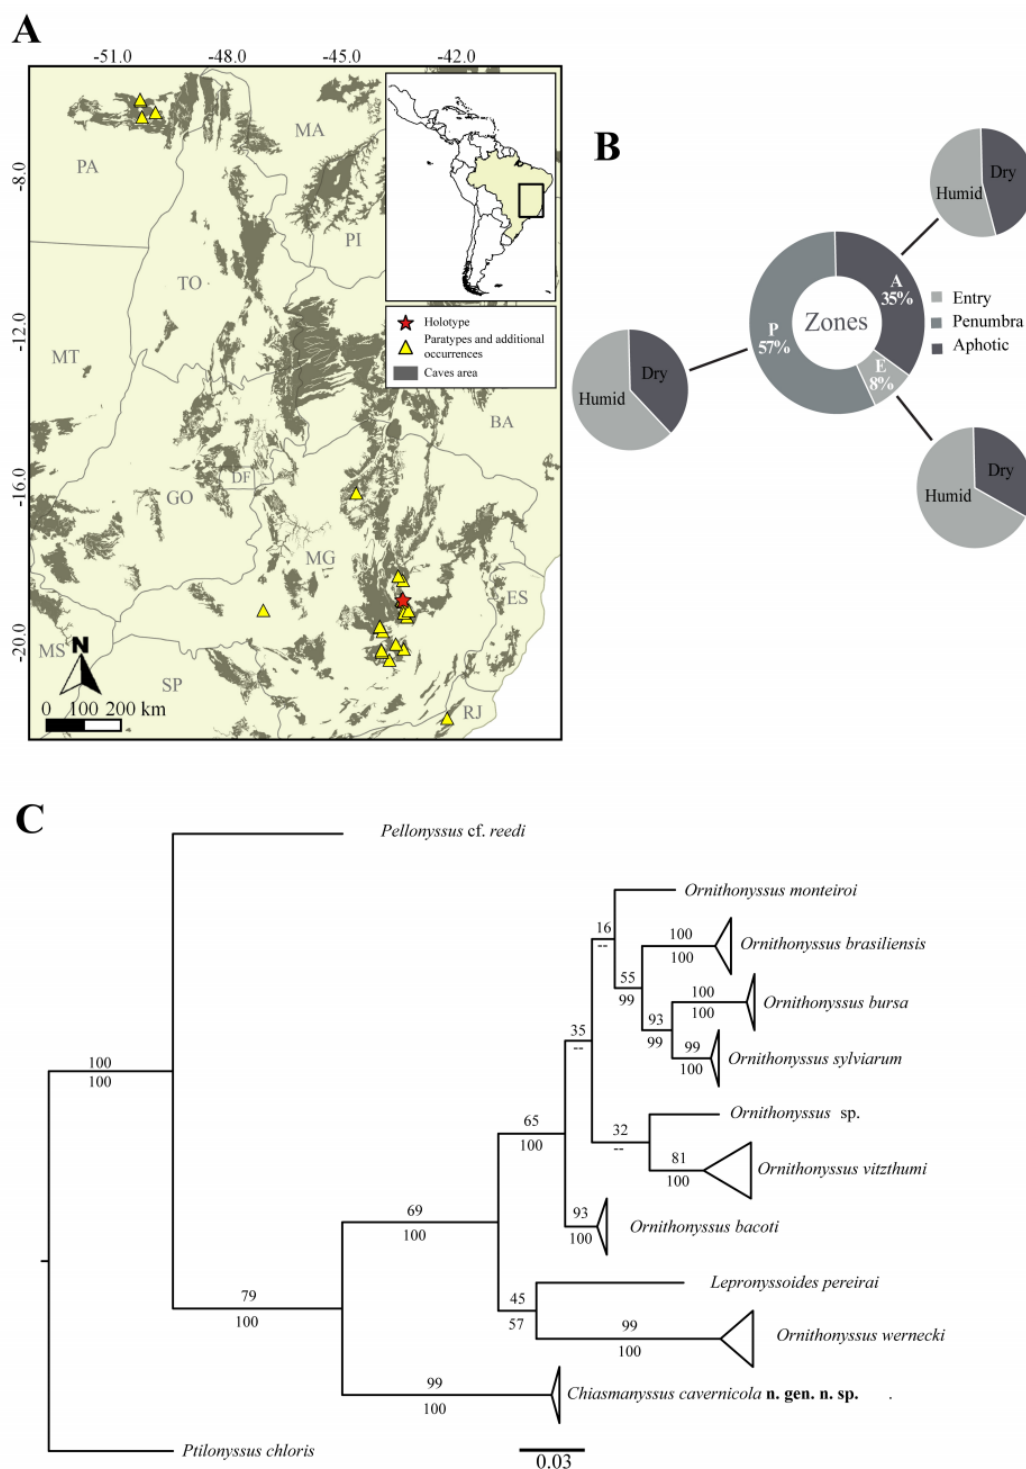 A
-51.0 -48.0 -45.0 -42.0
-8.0
-12.0
-16.0
-20.0
PA
MA
PI
TO
MT
BA
DF
GO
MG
ES
MS
SP
RJ
Holotype
Paratypes and additional
occurrences
Caves area
N
0 100 200 km
B
Humid Dry
Humid Dry
Humid Dry
Zones
A
35%
P
57%
E
8%
Entry
Penumbra
Aphotic
C
Pellonyssus cf. reedi
Ornithonyssus monteiroi
16
--
100
100
Ornithonyssus brasiliensis
55
99
100
100
Ornithonyssus bursa
93
99
99
100
Ornithonyssus sylviarum
35
--
100
100
Ornithonyssus sp.
32
--
65
100
81
100
Ornithonyssus vitzthumi
69
100
93
100
Ornithonyssus bacoti
Lepronyssoides pereirai
79
100
45
57
99
100
Ornithonyssus wernecki
99
100
Chiasmanyssus cavernicola n. gen. n. sp. .
Ptilonyssus chloris
0.03